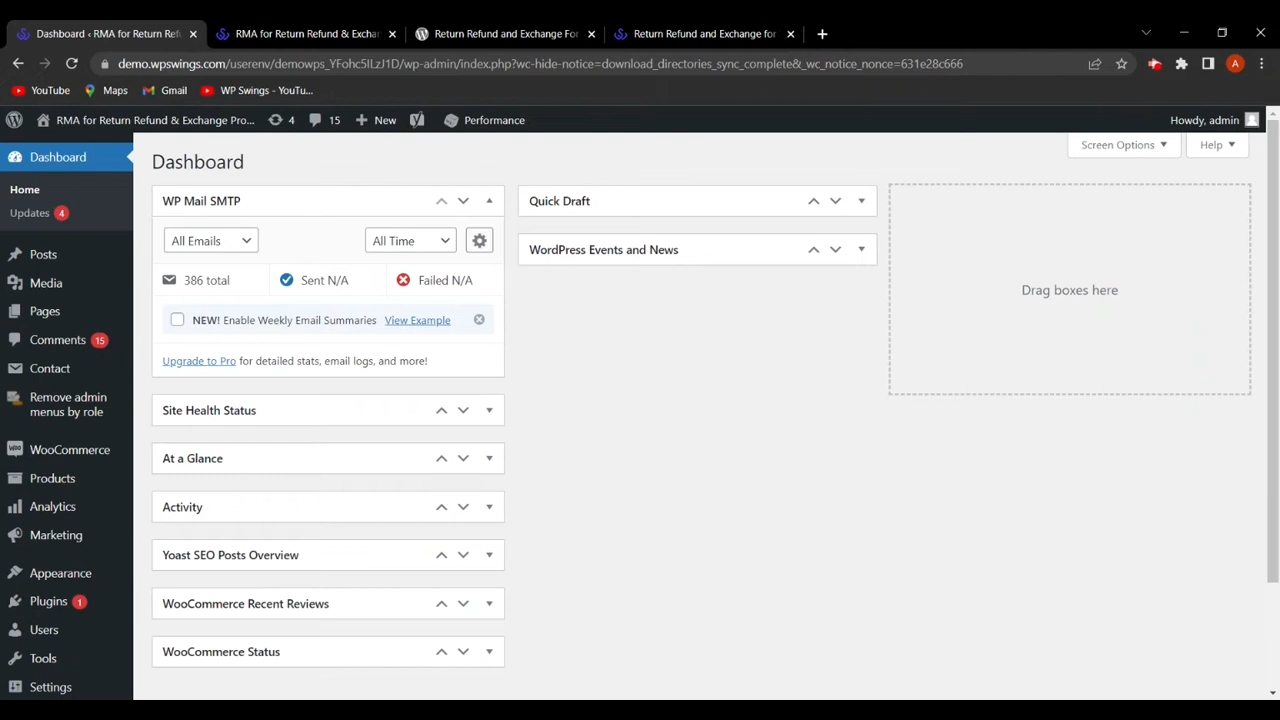 Dashboard ‹ RMA for Return Ref
RMA for Return Refund & Exchan
Return Refund and Exchange For
Return Refund and Exchange for
demo.wpswings.com/userenv/demowps_YFohc5ILzJ1D/wp-admin/index.php?wc-hide-notice=download_directories_sync_complete&_wc_notice_nonce=631e28c666
A
YouTube
Maps
Gmail
WP Swings - YouTu...
RMA for Return Refund & Exchange Pro...
4
15
New
Performance
Howdy, admin
Dashboard
Home
Updates 4
Posts
Media
Pages
Comments 15
Contact
Remove admin
menus by role
WooCommerce
Products
Analytics
Marketing
Appearance
Plugins 1
Users
Tools
Settings
Dashboard
Screen Options
Help
WP Mail SMTP
All Emails
All Time
386 total
Sent N/A
Failed N/A
NEW! Enable Weekly Email Summaries View Example
Upgrade to Pro for detailed stats, email logs, and more!
Site Health Status
At a Glance
Activity
Yoast SEO Posts Overview
WooCommerce Recent Reviews
WooCommerce Status
Quick Draft
WordPress Events and News
Drag boxes here